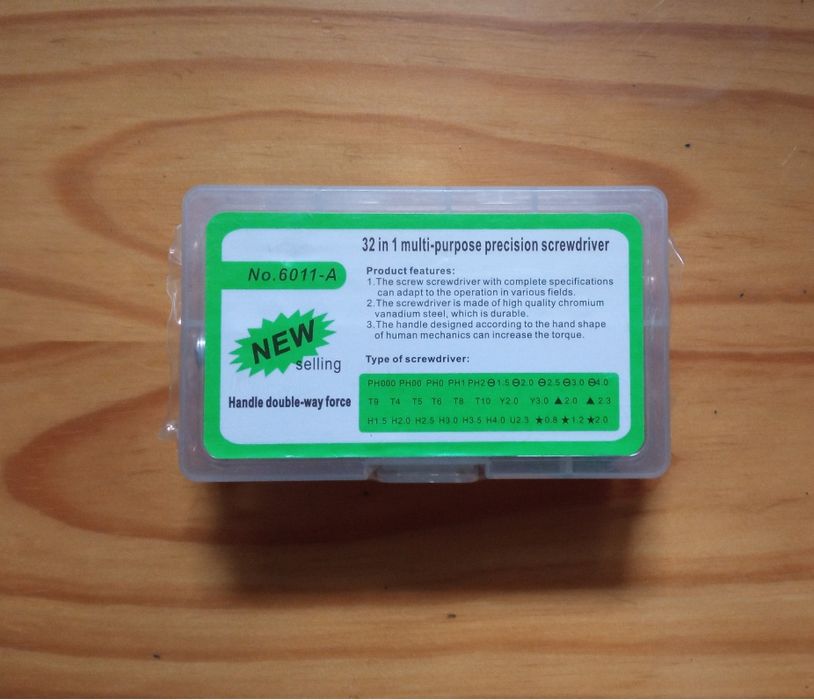 32 in 1 multi-purpose precision screwdriver
No.6011-A
NEW
selling
Handle double-way force
Product features:
1.The screw screwdriver with complete specifications
can adapt to the operation in various fields.
2.The screwdriver is made of high quality chromium
vanadium steel, which is durable.
3.The handle designed according to the hand shape
of human mechanics can increase the torque.
Type of screwdriver:
PH000 PH00 PH0 PH1 PH2 ⊖1.5 ⊖2.0 ⊖2.5 ⊖3.0 ⊖4.0
T9 T4 T5 T6 T8 T10 Y2.0 Y3.0 ▲2.0 ▲2.3
H1.5 H2.0 H2.5 H3.0 H3.5 H4.0 U2.3 ★0.8 ★1.2 ★2.0